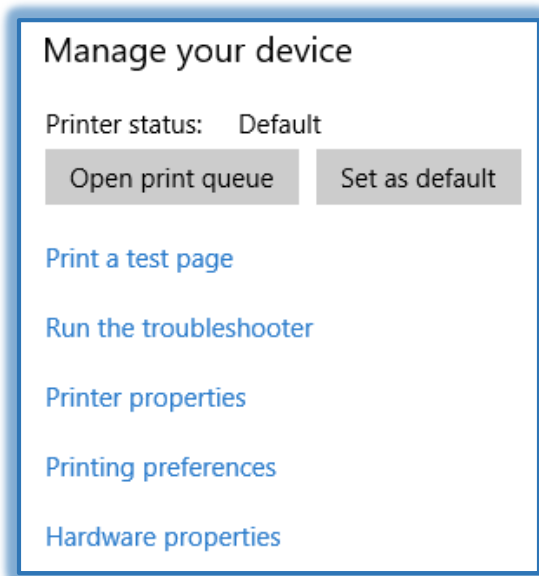 Manage your device
Printer status: Default
Open print queue Set as default
Print a test page
Run the troubleshooter
Printer properties
Printing preferences
Hardware properties